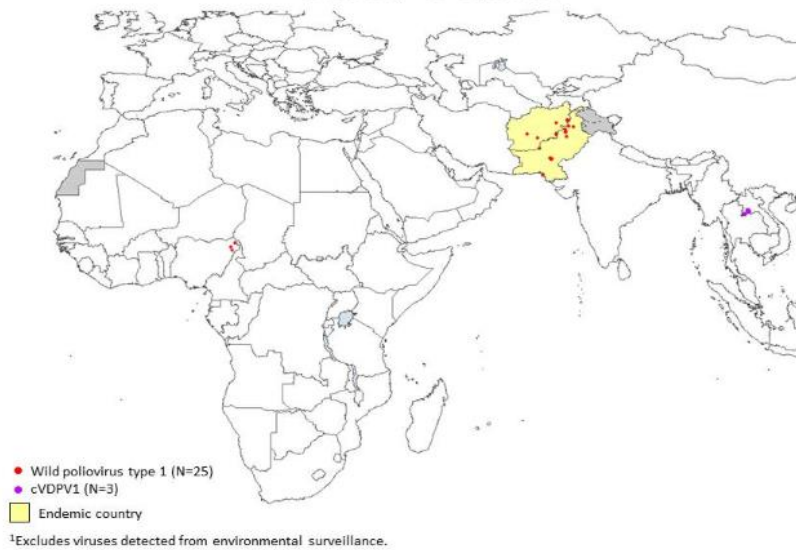 Wild poliovirus type 1 (N=25)
cVDPV1 (N=3)
Endemic country
¹Excludes viruses detected from environmental surveillance.